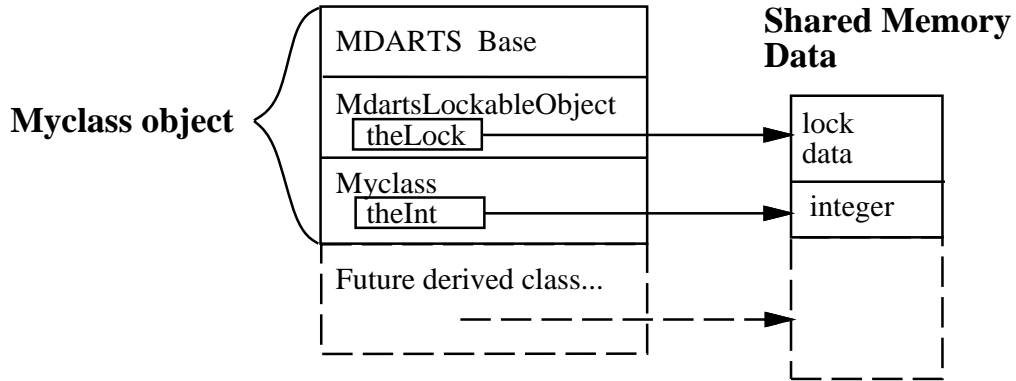 Myclass object
MDARTS Base
MdartsLockableObject
theLock
Myclass
theInt
Future derived class...
Shared Memory
Data
lock
data
integer